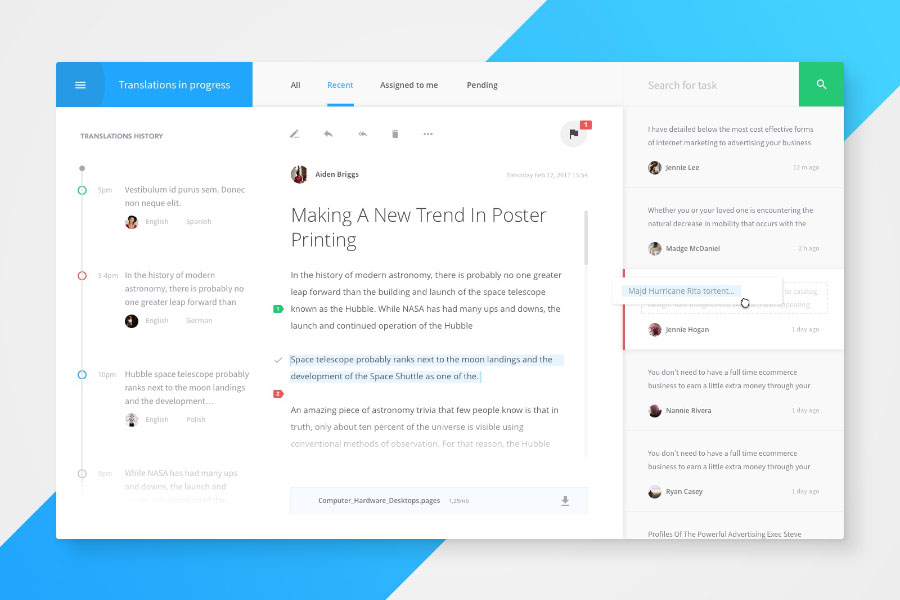 Translations in progress
All
Recent
Assigned to me
Pending
Search for task
TRANSLATIONS HISTORY
5pm
Vestibulum id purus sem. Donec
non neque elit.
English
Spanish
3-4pm
In the history of modern
astronomy, there is probably no
one greater leap forward than
English
German
10pm
Hubble space telescope probably
ranks next to the moon landings
and the development...
English
Polish
8pm
While NASA has had many ups
and downs, the launch and
1
Aiden Briggs
Saturday Feb 12, 2017 13:54
Making A New Trend In Poster
Printing
In the history of modern astronomy, there is probably no one greater
leap forward than the building and launch of the space telescope
1
known as the Hubble. While NASA has had many ups and downs, the
launch and continued operation of the Hubble
Space telescope probably ranks next to the moon landings and the
development of the Space Shuttle as one of the.
2
An amazing piece of astronomy trivia that few people know is that in
truth, only about ten percent of the universe is visible using
conventional methods of observation. For that reason, the Hubble
Computer_Hardware_Desktops.pages
1,25mb
I have detailed below the most cost effective forms
of internet marketing to advertising your business
Jennie Lee
12 m ago
Whether you or your loved one is encountering the
natural decrease in mobility that occurs with the
Madge McDaniel
2 h ago
Majd Hurricane Rita tortent...
to catalog
appealing
Jennie Hogan
1 day ago
You don't need to have a full time ecommerce
business to earn a little extra money through your
Nannie Rivera
1 day ago
You don't need to have a full time ecommerce
business to earn a little extra money through your
Ryan Casey
1 day ago
Profiles Of The Powerful Advertising Exec Steve